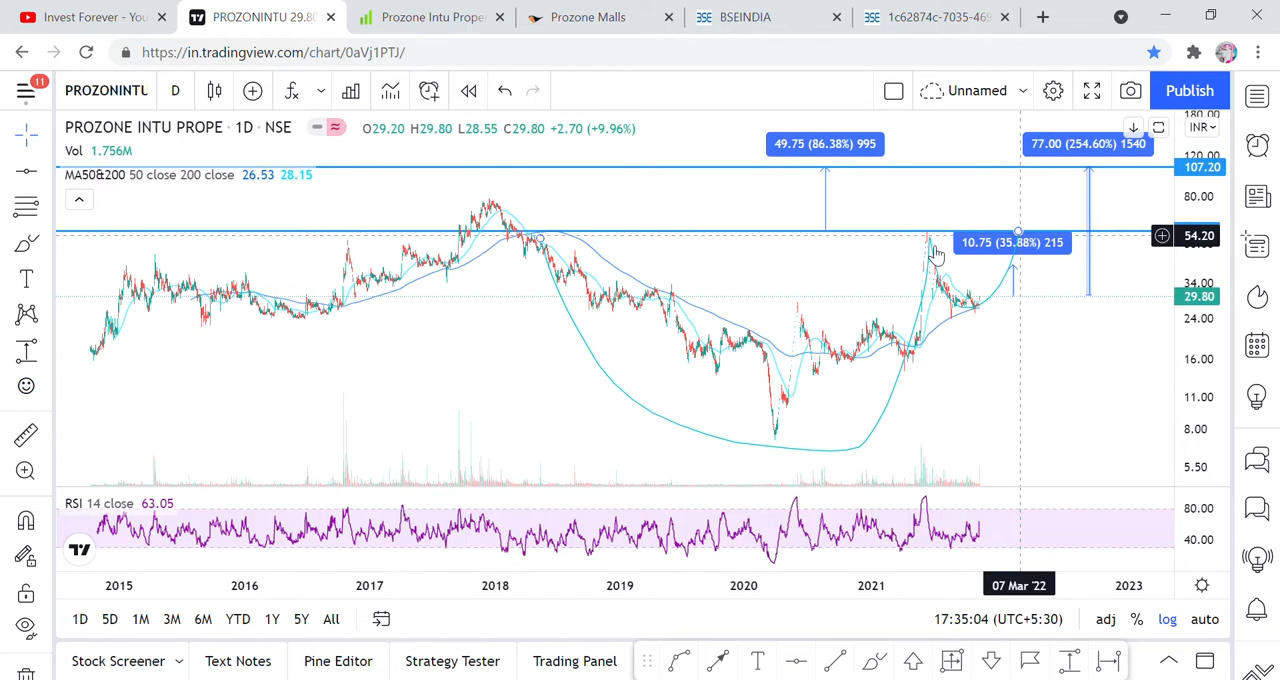 Invest Forever - You
PROZONINTU 29.80
Prozone Intu Prope
Prozone Malls
BSEINDIA
1c62874c-7035-469
https://in.tradingview.com/chart/0aVj1PTJ/
11
PROZONINTU
D
Unnamed
Publish
PROZONE INTU PROPE · 1D · NSE
O29.20 H29.80 L28.55 C29.80 +2.70 (+9.96%)
Vol 1.756M
MA50&200 50 close 200 close 26.53 28.15
49.75 (86.38%) 995
77.00 (254.60%) 1540
10.75 (35.88%) 215
INR
180.00
120.00
107.20
80.00
54.20
34.00
29.80
24.00
16.00
11.00
8.00
5.50
RSI 14 close 63.05
80.00
40.00
2015
2016
2017
2018
2019
2020
2021
07 Mar '22
2023
1D
5D
1M
3M
6M
YTD
1Y
5Y
All
17:35:04 (UTC+5:30)
adj
%
log
auto
Stock Screener
Text Notes
Pine Editor
Strategy Tester
Trading Panel